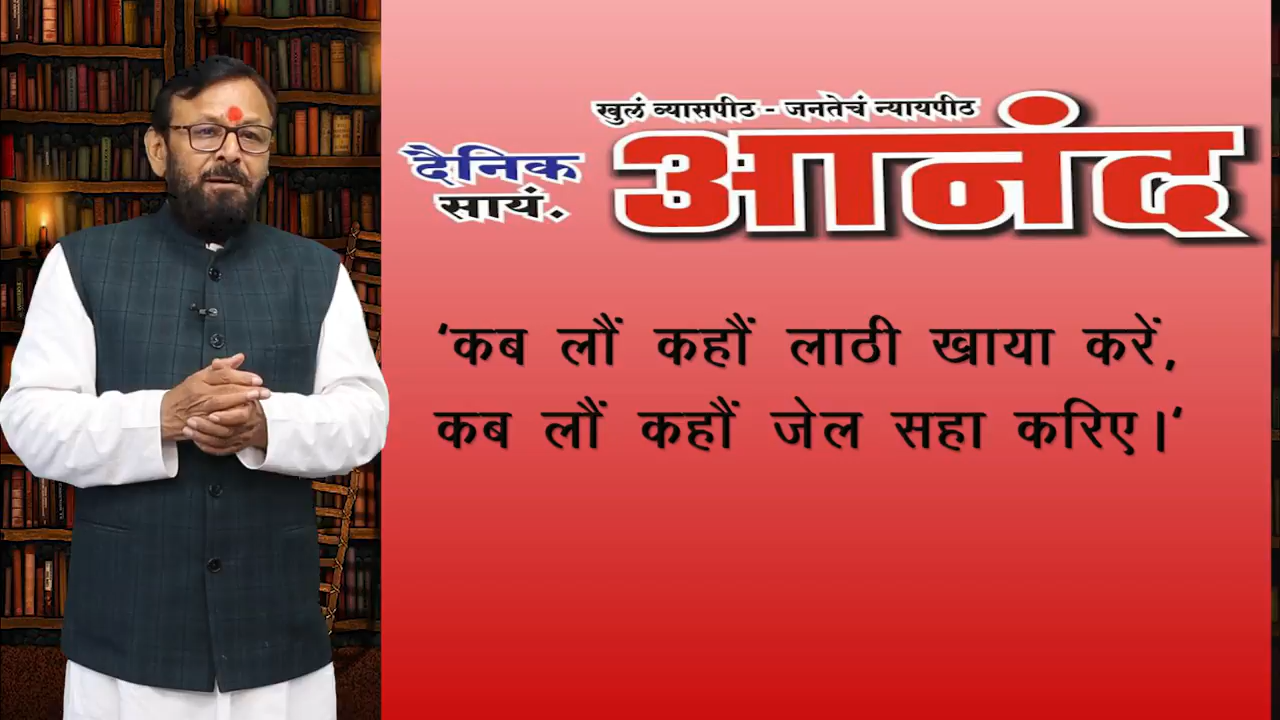 खुलं व्यासपीठ - जनतेचं न्यायपीठ
दैनिक
सायं.
आनंद
'कब लौं कहौं लाठी खाया करें,
कब लौं कहौं जेल सहा करिए।'